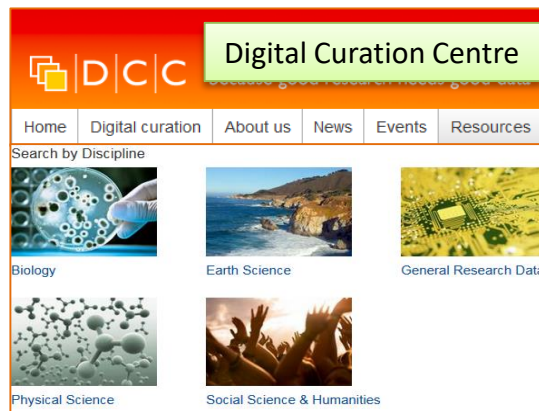 Digital Curation Centre
D|C|C
Home Digital curation About us News Events Resources
Search by Discipline
Biology Earth Science General Research Data
Physical Science Social Science & Humanities